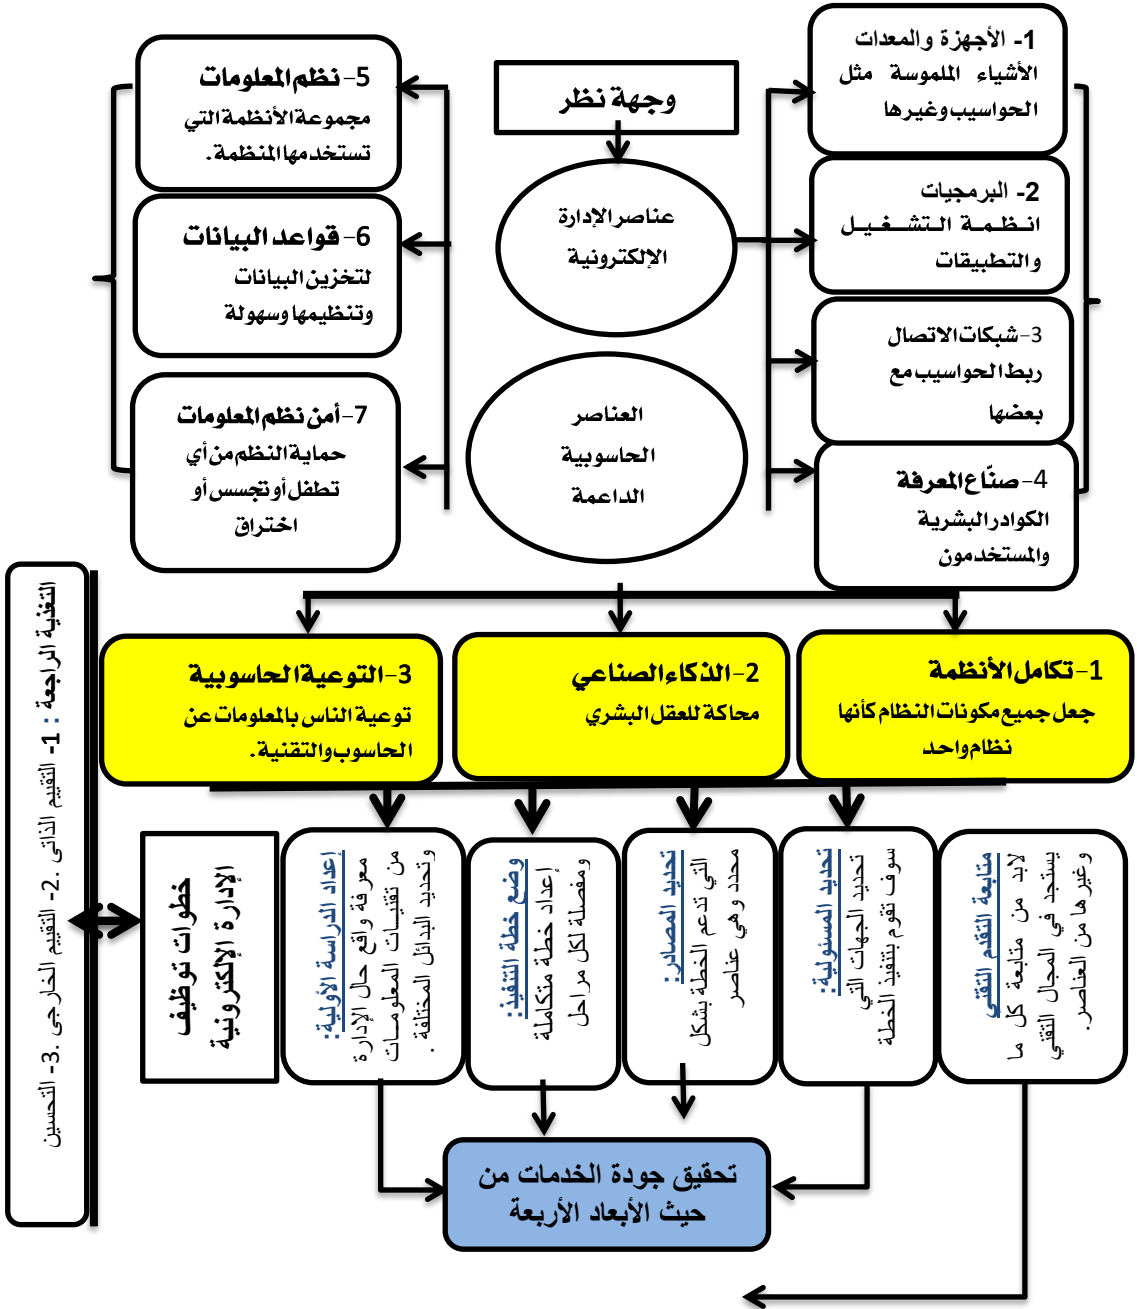 وجهة نظر
عناصر الإدارة
الإلكترونية
1- الأجهزة والمعدات
الأشياء الملموسة مثل
الحواسيب وغيرها
2- البرمجيات
انظمة التشغيل
والتطبيقات
3- شبكات الاتصال
ربط الحواسيب مع
بعضها
4- صنّاع المعرفة
الكوادر البشرية
والمستخدمون
5- نظم المعلومات
مجموعة الأنظمة التي
تستخدمها المنظمة.
6- قواعد البيانات
لتخزين البيانات
وتنظيمها وسهولة
7- أمن نظم المعلومات
حماية النظم من أي
تطفل أو تجسس أو
اختراق
العناصر
الحاسوبية
الداعمة
1- تكامل الأنظمة
جعل جميع مكونات النظام كأنها
نظام واحد
2- الذكاء الصناعي
محاكة للعقل البشري
3- التوعية الحاسوبية
توعية الناس بالمعلومات عن
الحاسوب والتقنية.
متابعة التقدم التقني
لابد من متابعة كل ما
يستجد في المجال التقني
وغيرها من العناصر.
تحديد المسئولية:
تحديد الجهات التي
سوف تقوم بتنفيذ الخطة
تحديد المصادر:
التي تدعم الخطة بشكل
محدد وهي عناصر
وضع خطة التنفيذ:
إعداد خطة متكاملة
ومفصلة لكل مراحل
إعداد الدراسة الأولية:
معرفة واقع حال الإدارة
من تقنيات المعلومات
وتحديد البدائل المختلفة .
خطوات توظيف
الإدارة الإلكترونية
التغذية الراجعة : 1- التقييم الذاتى .2- التقييم الخارجى .3- التحسين
تحقيق جودة الخدمات من
حيث الأبعاد الأربعة